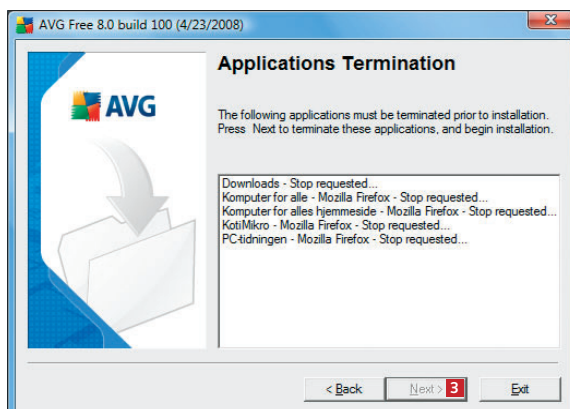 AVG Free 8.0 build 100 (4/23/2008)
AVG
Applications Termination
The following applications must be terminated prior to installation.
Press Next to terminate these applications, and begin installation.
Downloads - Stop requested...
Komputer for alle - Mozilla Firefox - Stop requested...
Komputer for alles hjemmeside - Mozilla Firefox - Stop requested...
KotiMikro - Mozilla Firefox - Stop requested...
PC-tidningen - Mozilla Firefox - Stop requested...
< Back Next > 3 Exit